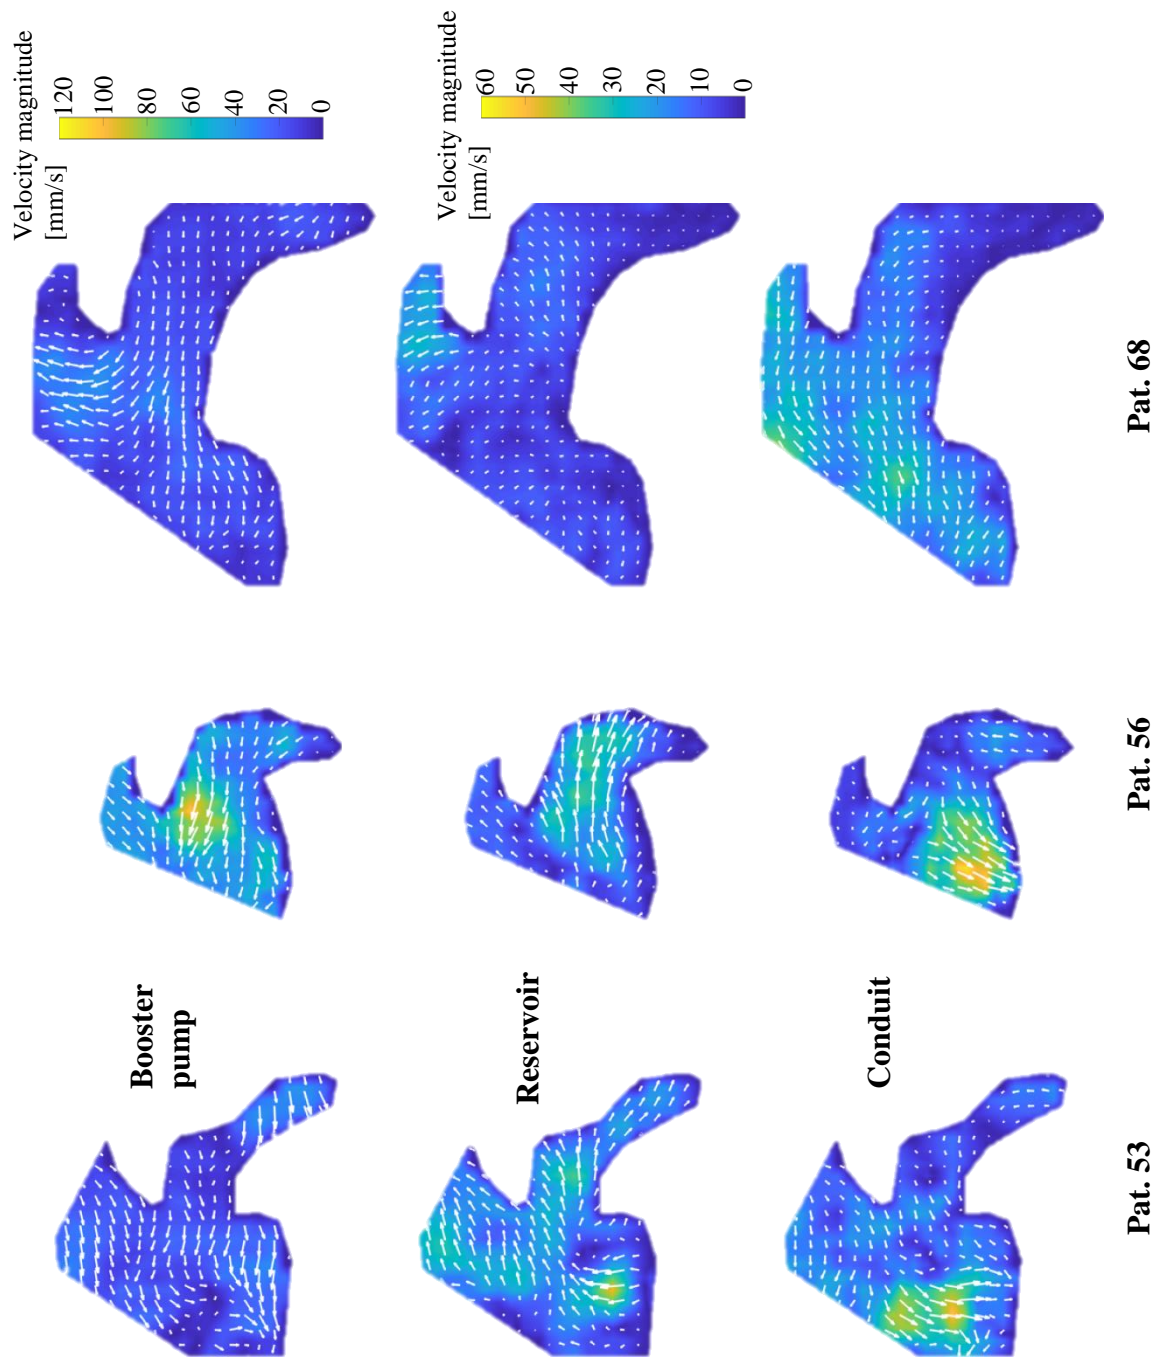 Booster
pump
Velocity magnitude
[mm/s]
120
100
80
60
40
20
0
Reservoir
Velocity magnitude
[mm/s]
60
50
40
30
20
10
0
Conduit
Pat. 53
Pat. 56
Pat. 68